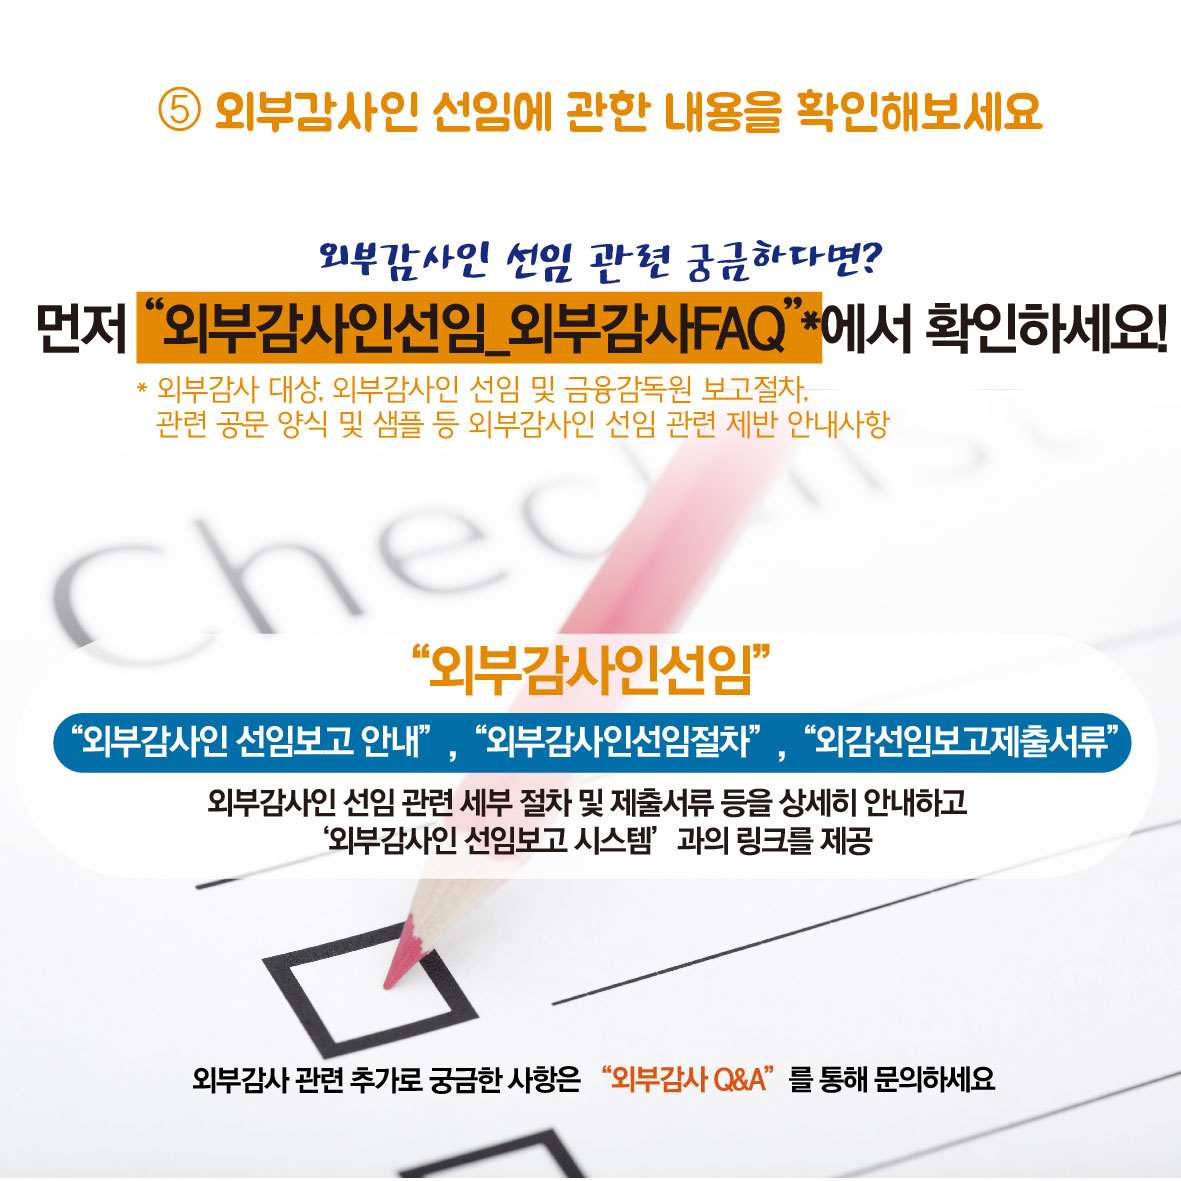 ⑤ 외부감사인 선임에 관한 내용을 확인해보세요
외부감사인 선임 관련 궁금하다면?
먼저 “외부감사인선임_외부감사FAQ”*에서 확인하세요!
* 외부감사 대상, 외부감사인 선임 및 금융감독원 보고절차,
관련 공문 양식 및 샘플 등 외부감사인 선임 관련 제반 안내사항
Checklist
“외부감사인선임”
“외부감사인 선임보고 안내” , “외부감사인선임절차” , “외감선임보고제출서류”
외부감사인 선임 관련 세부 절차 및 제출서류 등을 상세히 안내하고
‘외부감사인 선임보고 시스템’ 과의 링크를 제공
외부감사 관련 추가로 궁금한 사항은 “외부감사 Q&A” 를 통해 문의하세요